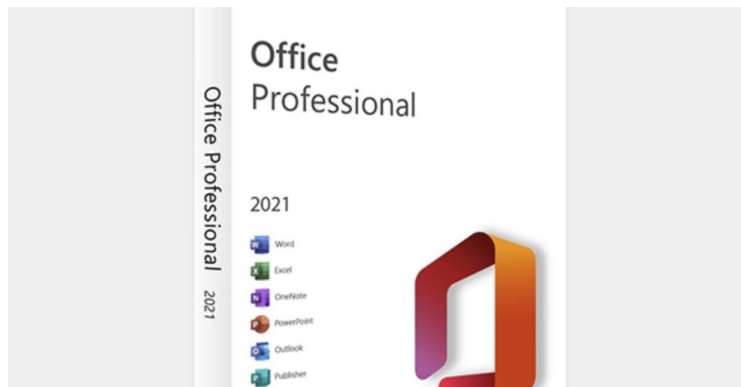 Office
Professional
2021
Word
Excel
OneNote
PowerPoint
Outlook
Publisher
Office Professional 2021